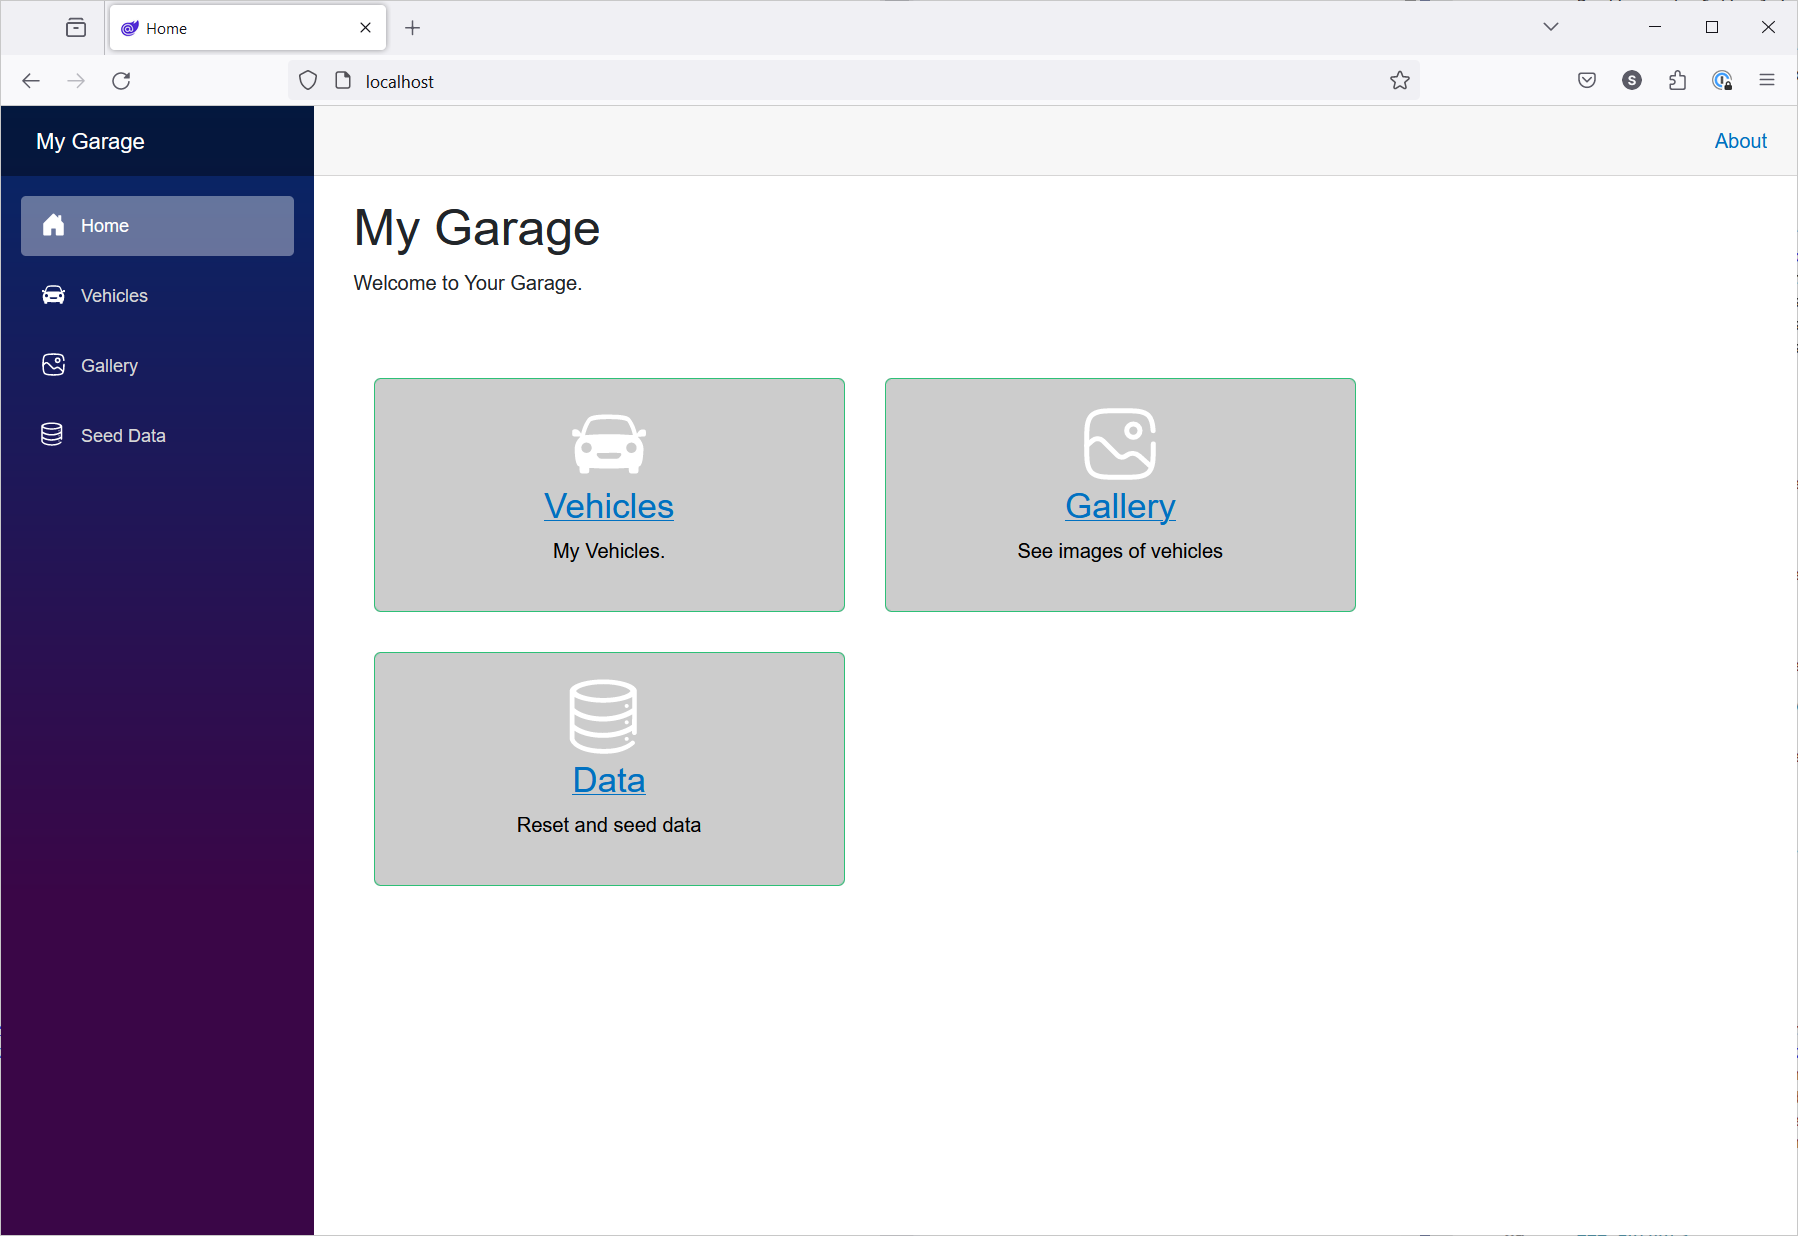 Home
localhost
S
My Garage
About
Home
Vehicles
Gallery
Seed Data
My Garage
Welcome to Your Garage.
Vehicles
My Vehicles.
Gallery
See images of vehicles
Data
Reset and seed data